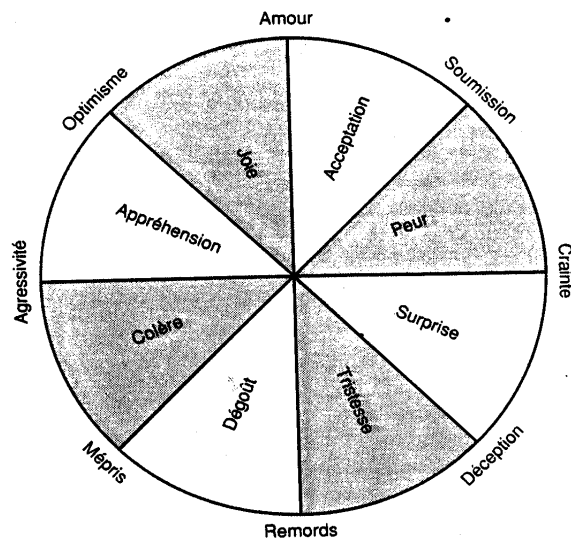 Amour
Optimisme
Soumission
Joie
Acceptation
Appréhension
Peur
Agressivité
Crainte
Colère
Surprise
Dégoût
Tristesse
Mépris
Déception
Remords